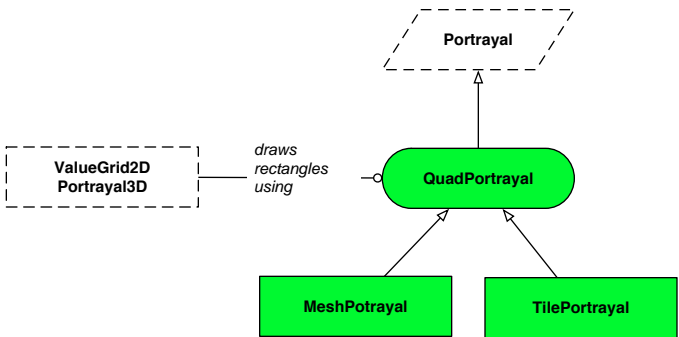 Portrayal
draws
rectangles
using
ValueGrid2D
Portrayal3D
QuadPortrayal
MeshPotrayal
TilePortrayal